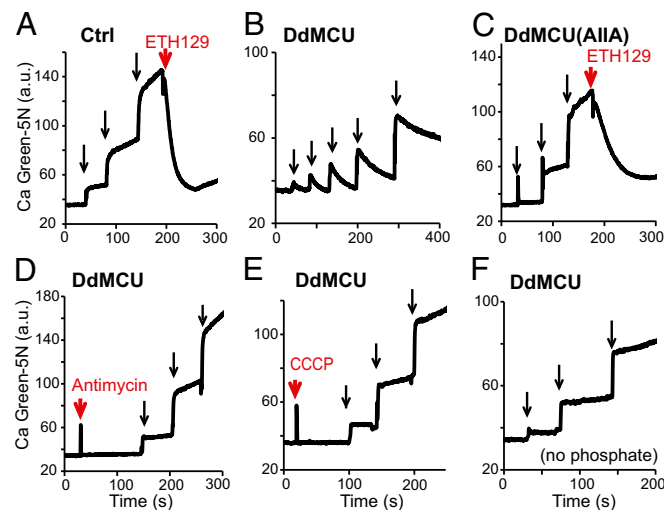 A
Ctrl
ETH129
Ca Green-5N (a.u.)
140
100
60
20
0 100 200 300
B
DdMCU
100
60
20
0 100 200 300 400
C
DdMCU(AIIA)
ETH129
140
100
60
20
0 100 200 300
D
DdMCU
Antimycin
Ca Green-5N (a.u.)
180
140
100
60
20
0 100 200 300
Time (s)
E
DdMCU
CCCP
100
60
20
0 50 100 150 200
Time (s)
F
DdMCU
(no phosphate)
100
60
20
0 50 100 150 200
Time (s)